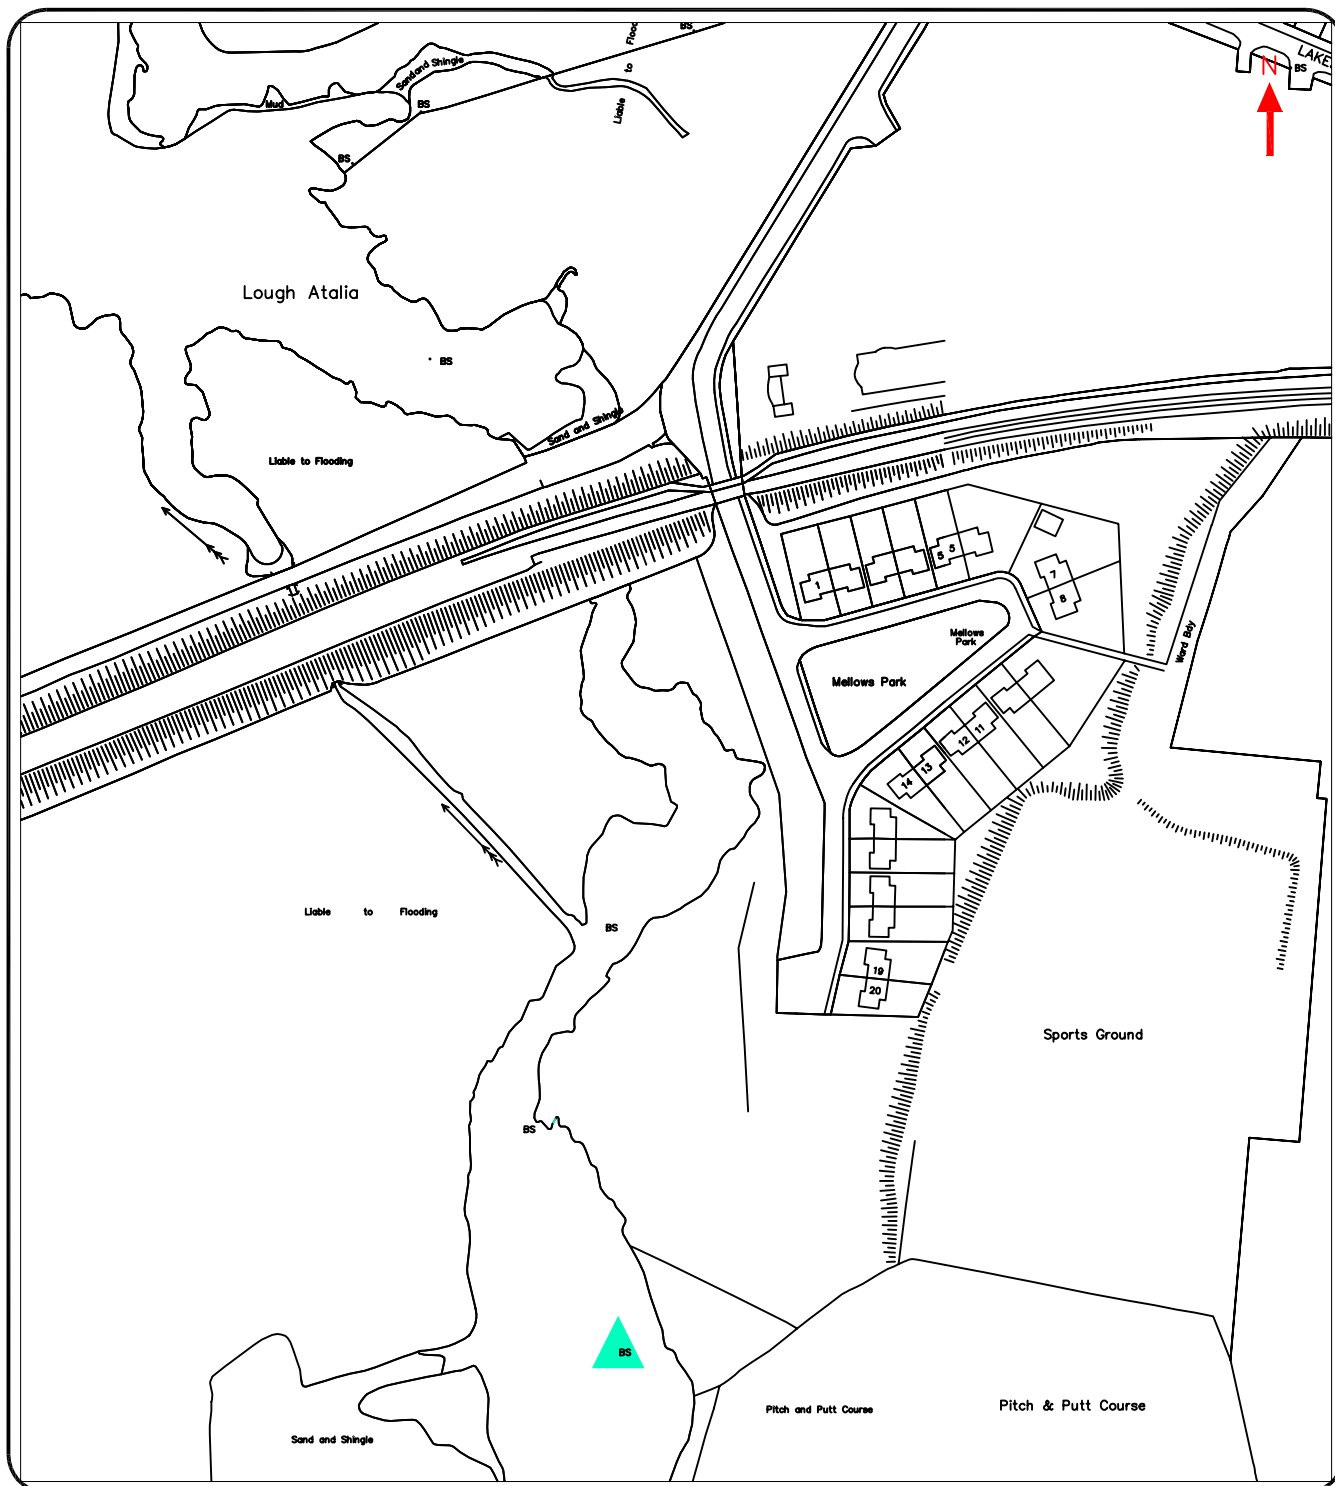 BS
to Flooc
Liable
LAKE
N
BS
Sand and Shingle
Mud
BS
BS
Lough Atalia
BS
Sand and Shingle
Liable to Flooding
1
5 5
7
8
Mellows
Park
Mellows Park
Ward Bdy
14 13 12 11
Liable to Flooding
BS
19
20
Sports Ground
BS
BS
Pitch and Putt Course
Pitch & Putt Course
Sand and Shingle